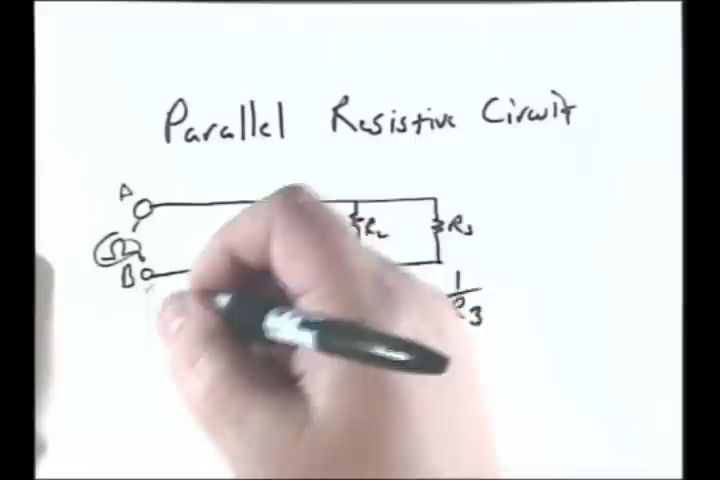 Parallel Resistive Circuit
A
R2 R3
Ω
B
1
R3